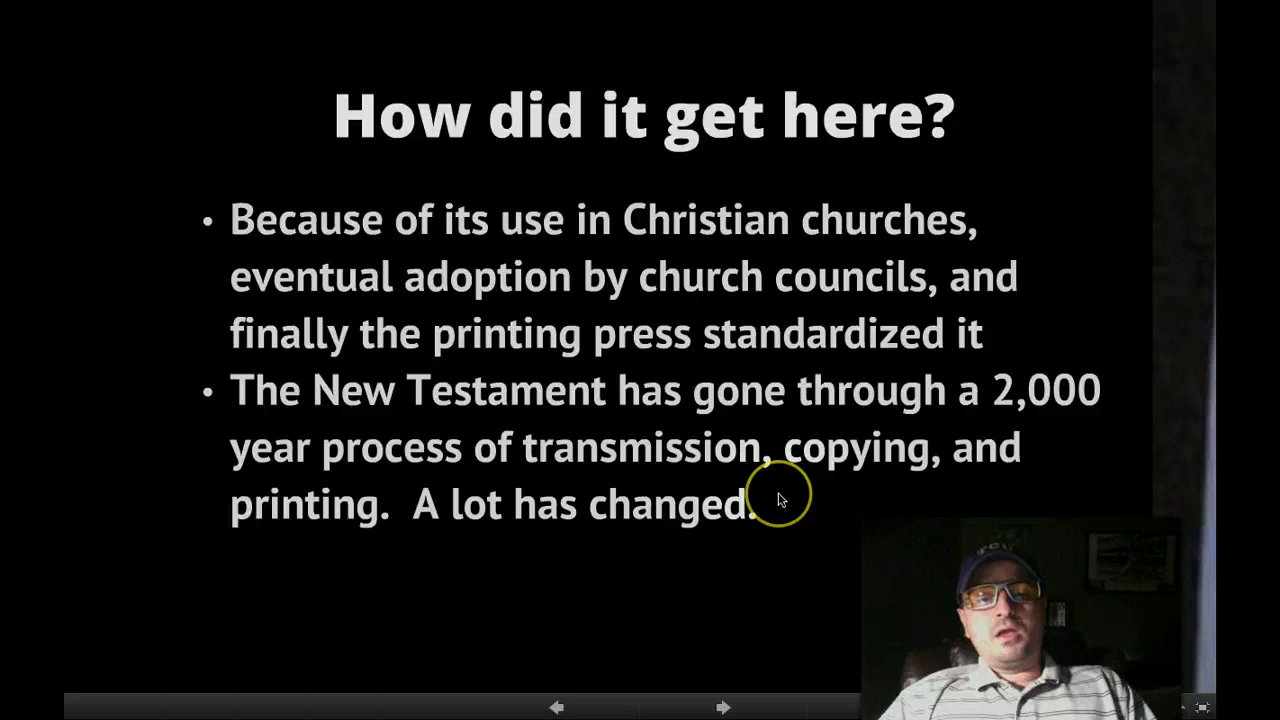 How did it get here?
• Because of its use in Christian churches,
eventual adoption by church councils, and
finally the printing press standardized it
• The New Testament has gone through a 2,000
year process of transmission, copying, and
printing.  A lot has changed.